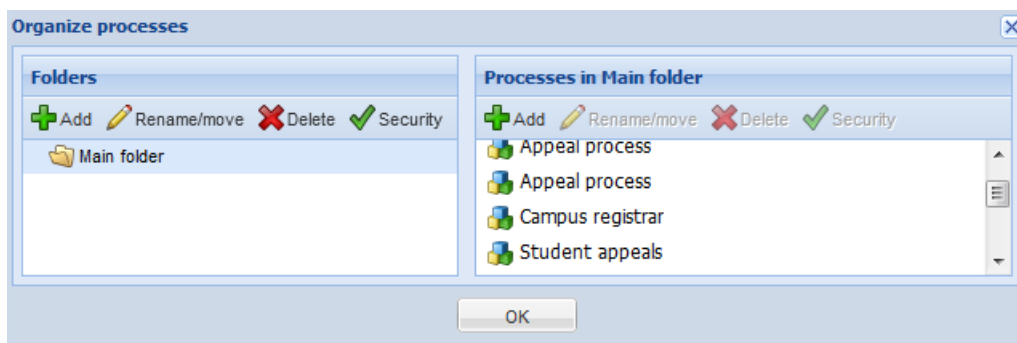 Organize processes
Folders
Add Rename/move Delete Security
Main folder
Processes in Main folder
Add Rename/move Delete Security
Appeal process
Appeal process
Campus registrar
Student appeals
OK